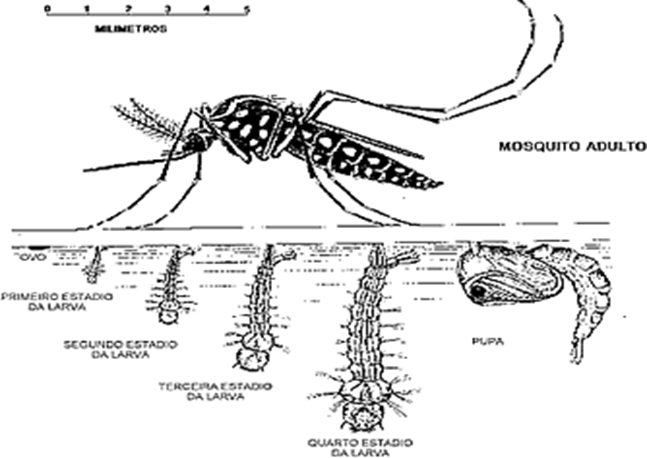 0 1 2 3 4 5
MILIMETROS
MOSQUITO ADULTO
OVO
PRIMEIRO ESTADIO
DA LARVA
SEGUNDO ESTADIO
DA LARVA
TERCEIRA ESTADIO
DA LARVA
QUARTO ESTADIO
DA LARVA
PUPA